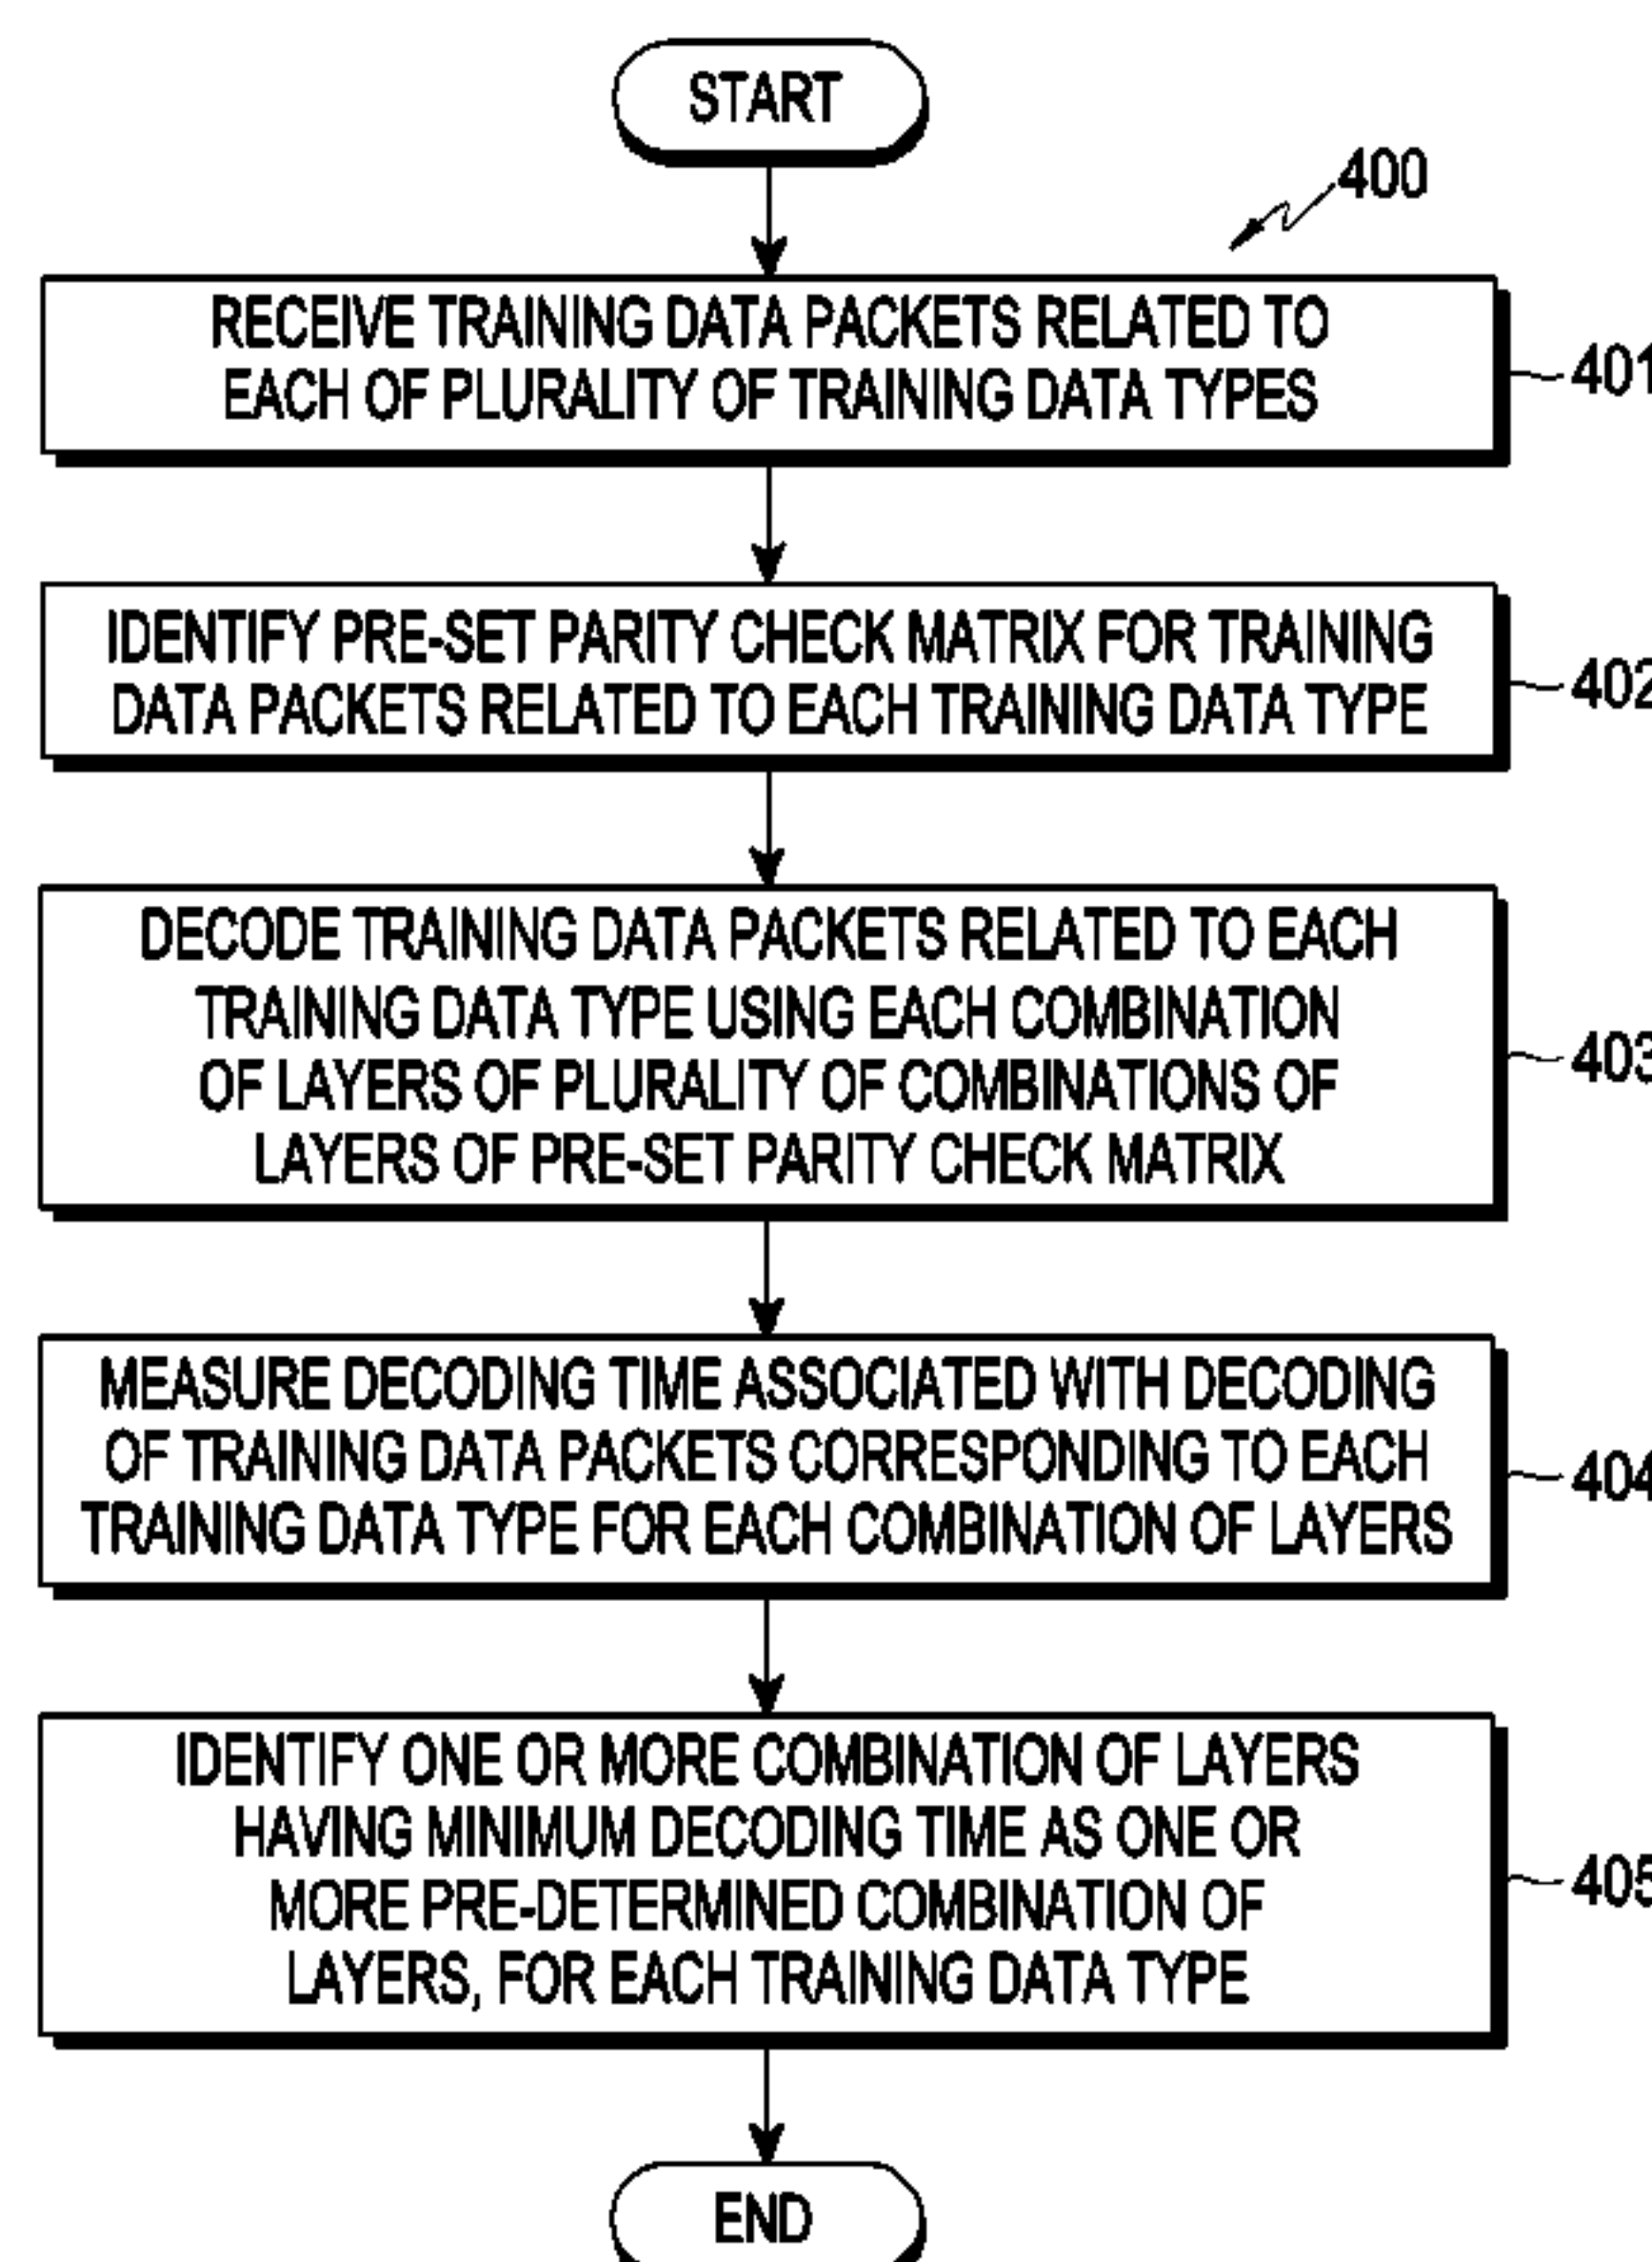 START
400
RECEIVE TRAINING DATA PACKETS RELATED TO
EACH OF PLURALITY OF TRAINING DATA TYPES
401
IDENTIFY PRE-SET PARITY CHECK MATRIX FOR TRAINING
DATA PACKETS RELATED TO EACH TRAINING DATA TYPE
402
DECODE TRAINING DATA PACKETS RELATED TO EACH
TRAINING DATA TYPE USING EACH COMBINATION
OF LAYERS OF PLURALITY OF COMBINATIONS OF
LAYERS OF PRE-SET PARITY CHECK MATRIX
403
MEASURE DECODING TIME ASSOCIATED WITH DECODING
OF TRAINING DATA PACKETS CORRESPONDING TO EACH
TRAINING DATA TYPE FOR EACH COMBINATION OF LAYERS
404
IDENTIFY ONE OR MORE COMBINATION OF LAYERS
HAVING MINIMUM DECODING TIME AS ONE OR
MORE PRE-DETERMINED COMBINATION OF
LAYERS, FOR EACH TRAINING DATA TYPE
405
END